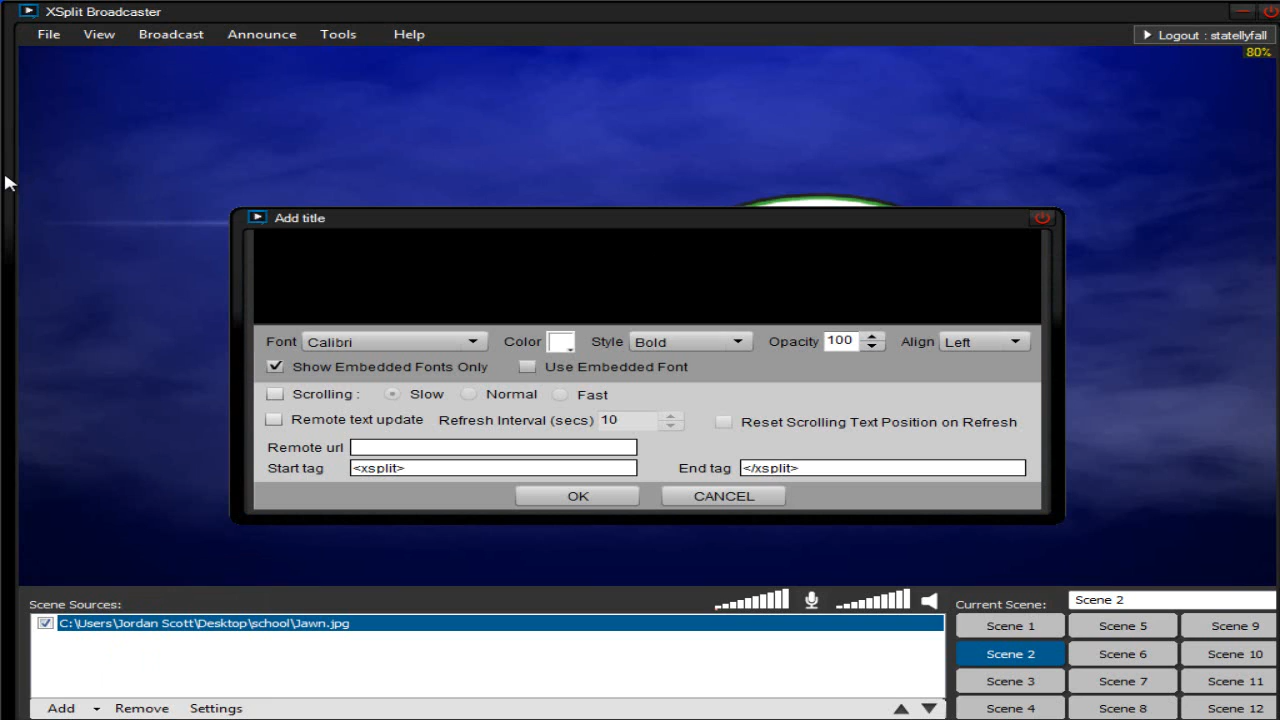 XSplit Broadcaster
File View Broadcast Announce Tools Help Logout : statellyfall
80%
Add title
Font Calibri Color Style Bold Opacity 100 Align Left
Show Embedded Fonts Only Use Embedded Font
Scrolling : Slow Normal Fast
Remote text update Refresh Interval (secs) 10 Reset Scrolling Text Position on Refresh
Remote url
Start tag <xsplit> End tag </xsplit>
OK CANCEL
Scene Sources: Current Scene: Scene 2
C:\Users\Jordan Scott\Desktop\school\Jawn.jpg
Scene 1 Scene 5 Scene 9
Scene 2 Scene 6 Scene 10
Scene 3 Scene 7 Scene 11
Add Remove Settings Scene 4 Scene 8 Scene 12